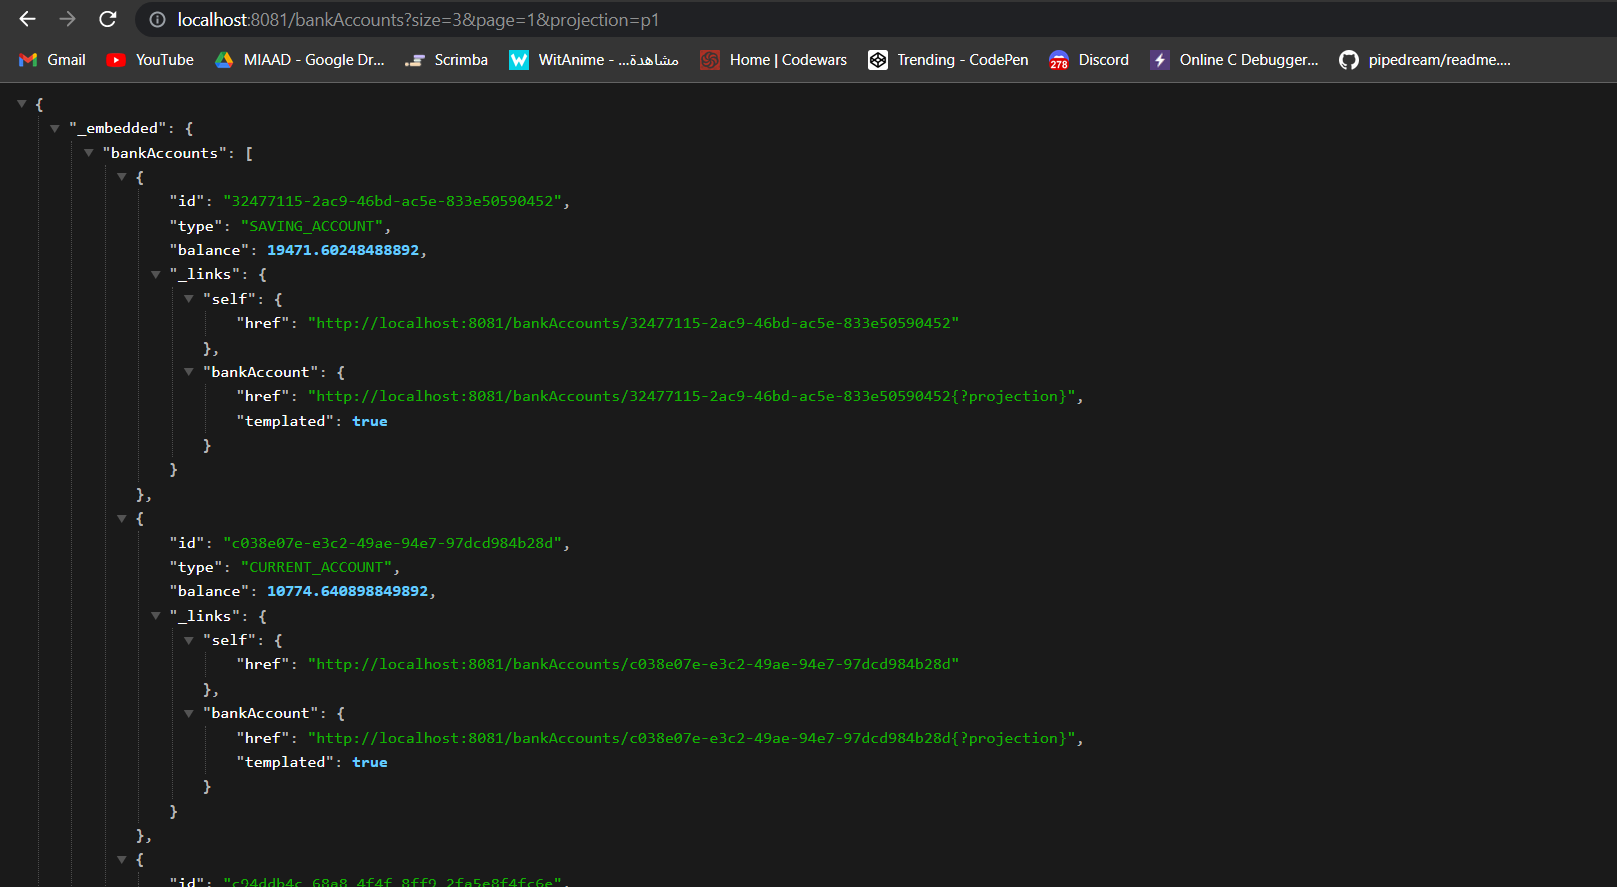 localhost:8081/bankAccounts?size=3&page=1&projection=p1
Gmail YouTube MIAAD - Google Dr... Scrimba WitAnime - ...مشاهدة Home | Codewars Trending - CodePen 278 Discord Online C Debugger... pipedream/readme....
{
"_embedded": {
"bankAccounts": [
{
"id": "32477115-2ac9-46bd-ac5e-833e50590452",
"type": "SAVING_ACCOUNT",
"balance": 19471.60248488892,
"_links": {
"self": {
"href": "http://localhost:8081/bankAccounts/32477115-2ac9-46bd-ac5e-833e50590452"
},
"bankAccount": {
"href": "http://localhost:8081/bankAccounts/32477115-2ac9-46bd-ac5e-833e50590452{?projection}",
"templated": true
}
}
},
{
"id": "c038e07e-e3c2-49ae-94e7-97dcd984b28d",
"type": "CURRENT_ACCOUNT",
"balance": 10774.640898849892,
"_links": {
"self": {
"href": "http://localhost:8081/bankAccounts/c038e07e-e3c2-49ae-94e7-97dcd984b28d"
},
"bankAccount": {
"href": "http://localhost:8081/bankAccounts/c038e07e-e3c2-49ae-94e7-97dcd984b28d{?projection}",
"templated": true
}
}
},
{
"id": "c94ddb4c-68a8-4f4f-8ff9-2fa5e8f4fc6e",